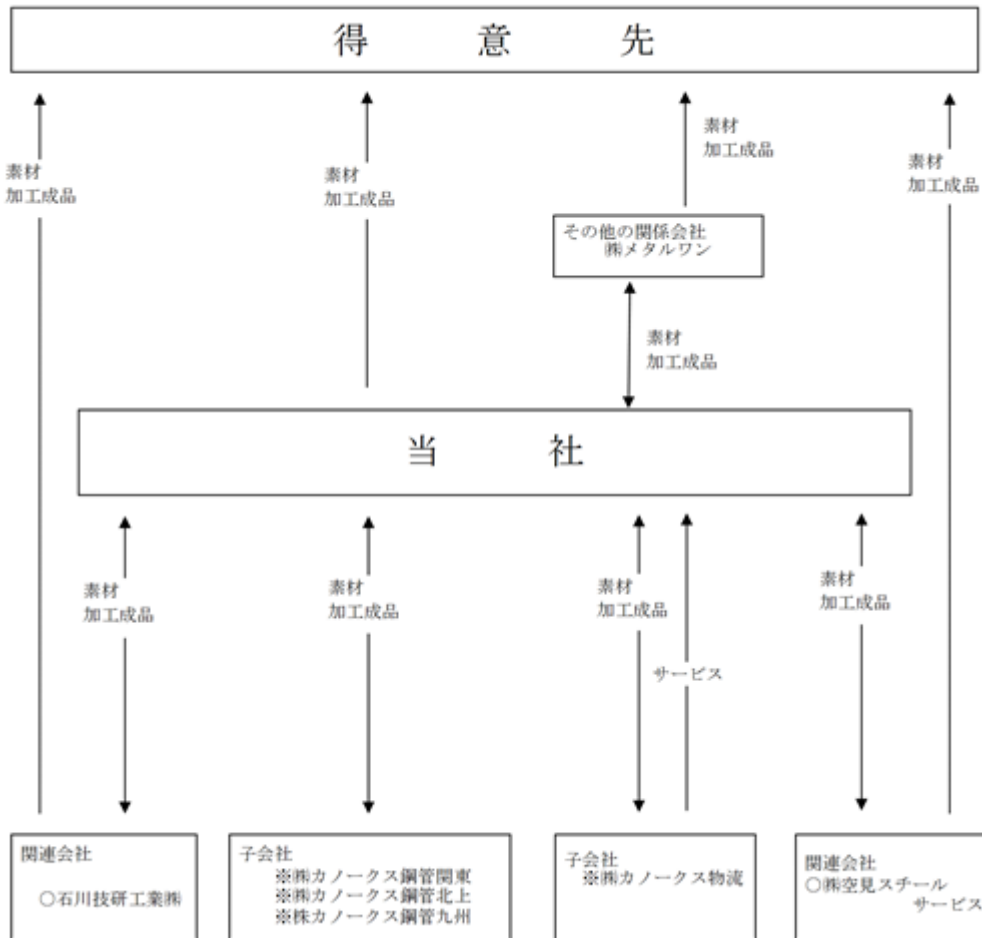 得意先
素材
加工成品
素材
加工成品
素材
加工成品
素材
加工成品
その他の関係会社
㈱メタルワン
素材
加工成品
当社
素材
加工成品
素材
加工成品
素材
加工成品
サービス
素材
加工成品
関連会社
○石川技研工業㈱
子会社
※㈱カノークス鋼管関東
※㈱カノークス鋼管北上
※㈱カノークス鋼管九州
子会社
※㈱カノークス物流
関連会社
○㈱空見スチール
サービス